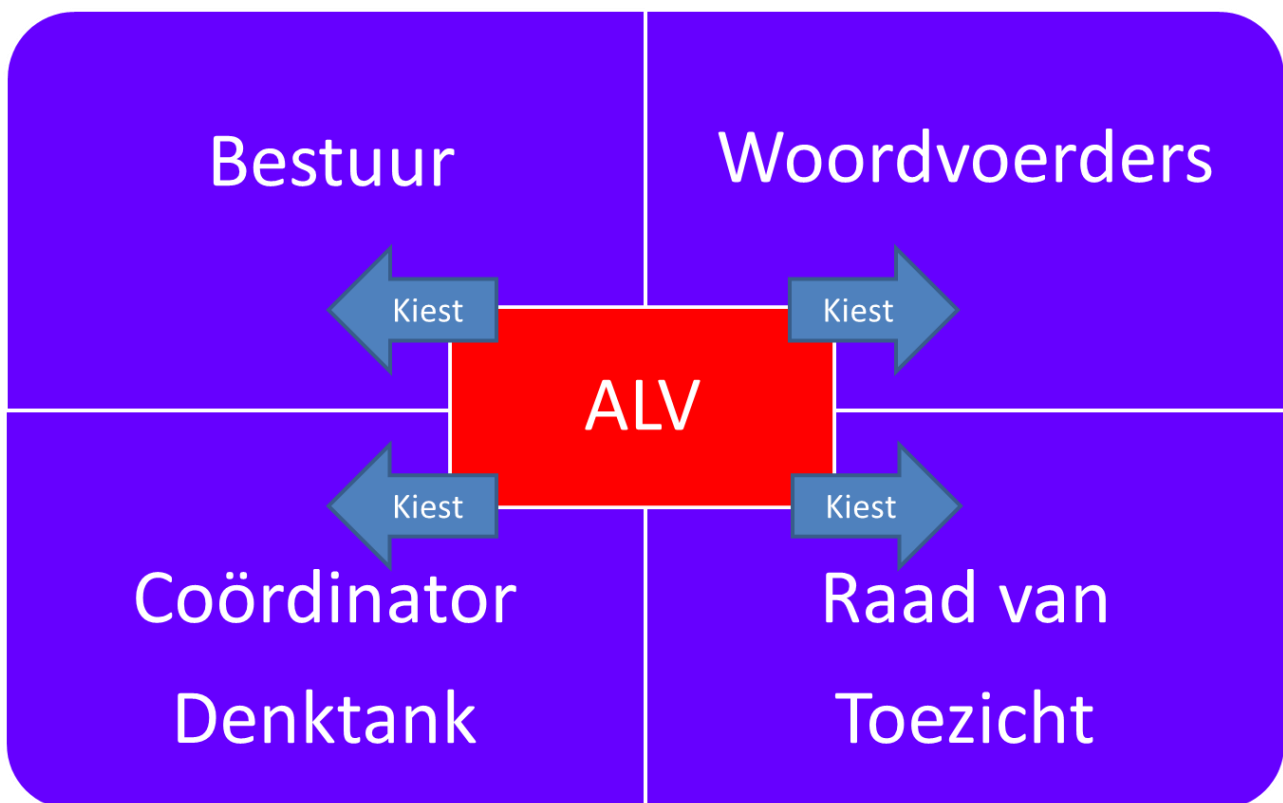 Bestuur
Woordvoerders
Kiest
Kiest
ALV
Kiest
Kiest
Coördinator
Denktank
Raad van
Toezicht